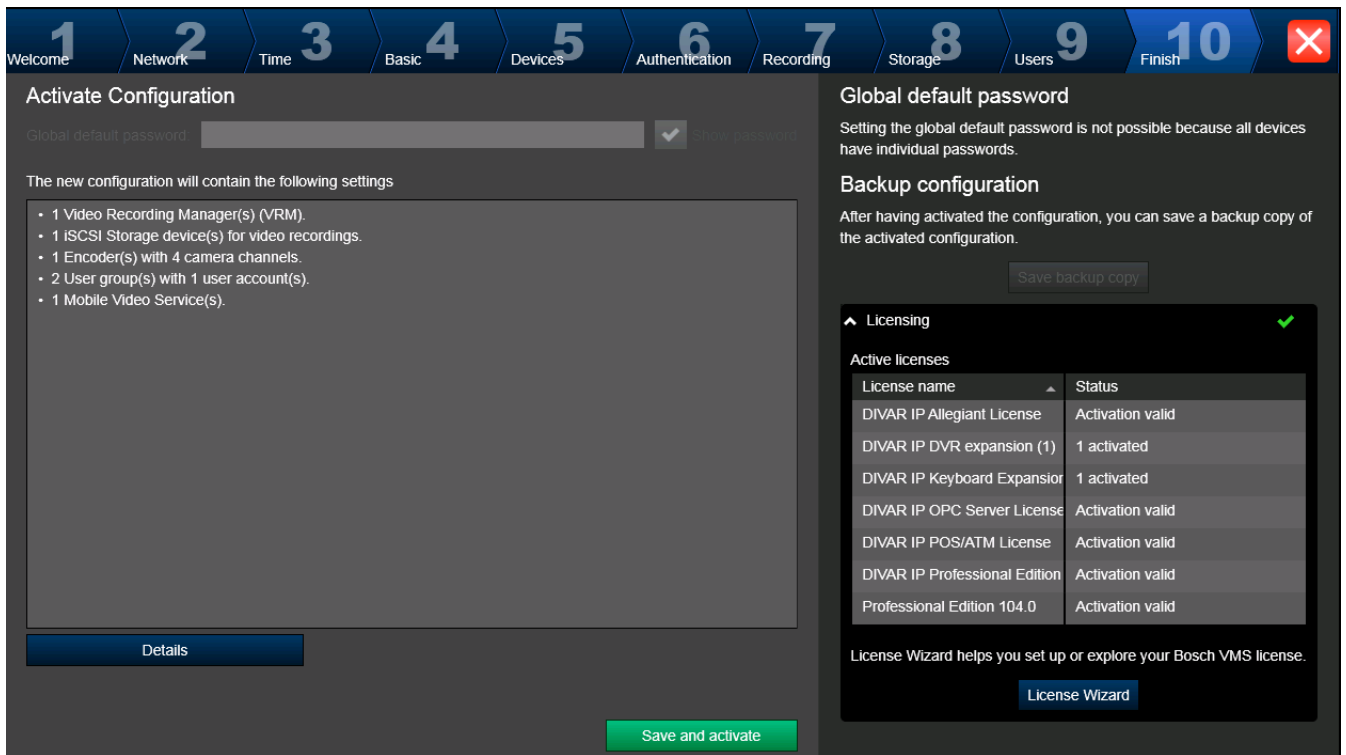 1 Welcome
2 Network
3 Time
4 Basic
5 Devices
6 Authentication
7 Recording
8 Storage
9 Users
10 Finish
Activate Configuration
Global default password:
Show password
The new configuration will contain the following settings
• 1 Video Recording Manager(s) (VRM).
• 1 iSCSI Storage device(s) for video recordings.
• 1 Encoder(s) with 4 camera channels.
• 2 User group(s) with 1 user account(s).
• 1 Mobile Video Service(s).
Details
Save and activate
Global default password
Setting the global default password is not possible because all devices
have individual passwords.
Backup configuration
After having activated the configuration, you can save a backup copy of
the activated configuration.
Save backup copy
Licensing
Active licenses
License name Status
DIVAR IP Allegiant License Activation valid
DIVAR IP DVR expansion (1) 1 activated
DIVAR IP Keyboard Expansion 1 activated
DIVAR IP OPC Server License Activation valid
DIVAR IP POS/ATM License Activation valid
DIVAR IP Professional Edition Activation valid
Professional Edition 104.0 Activation valid
License Wizard helps you set up or explore your Bosch VMS license.
License Wizard